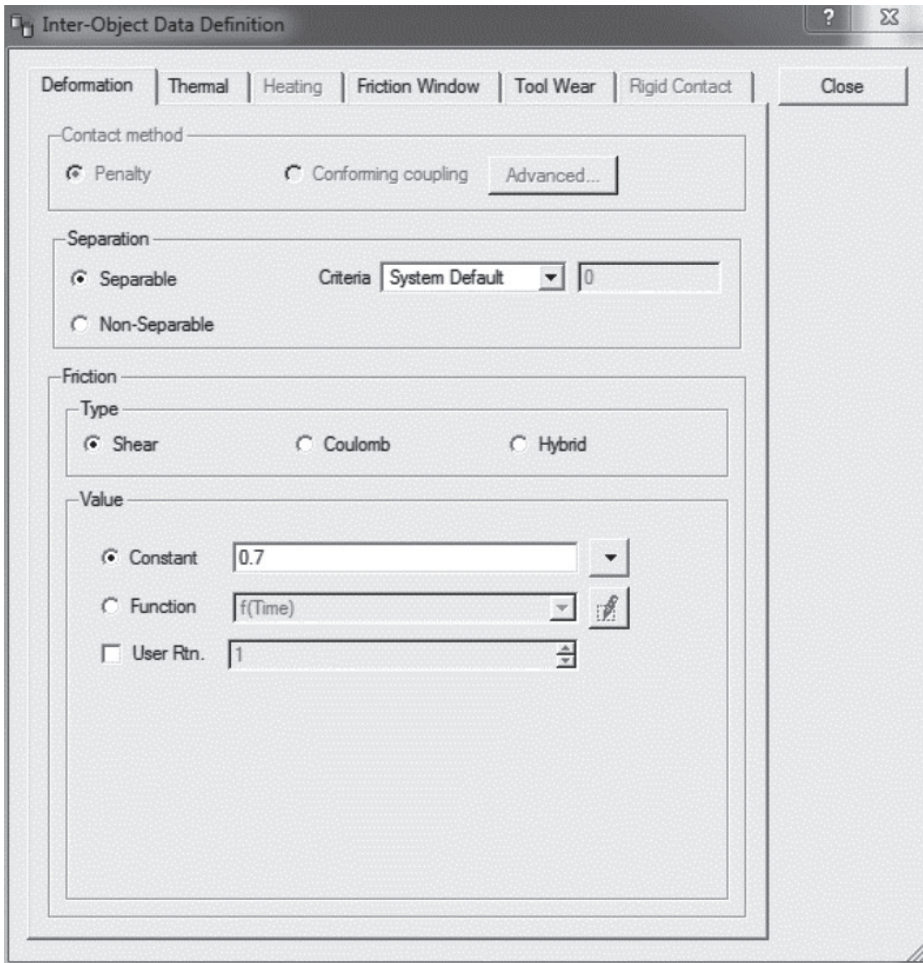 Inter-Object Data Definition ?
Deformation Thermal Heating Friction Window Tool Wear Rigid Contact Close
Contact method
Penalty Conforming coupling Advanced...
Separation
Separable Criteria System Default 0
Non-Separable
Friction
Type
Shear Coulomb Hybrid
Value
Constant 0.7
Function f(Time)
User Rtn. 1